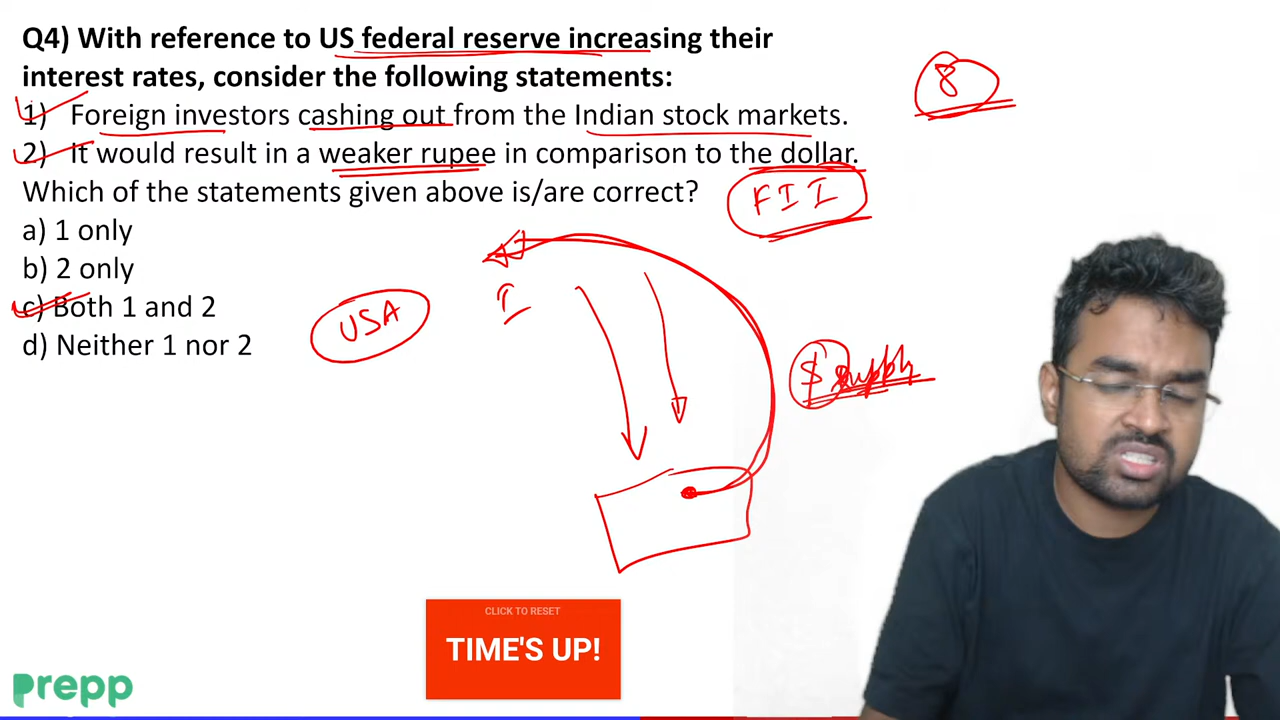 Q4) With reference to US federal reserve increasing their
interest rates, consider the following statements:
1) Foreign investors cashing out from the Indian stock markets.
2) It would result in a weaker rupee in comparison to the dollar.
Which of the statements given above is/are correct?
a) 1 only
b) 2 only
c) Both 1 and 2
d) Neither 1 nor 2
8
FII
USA
I
$ supply
CLICK TO RESET
TIME'S UP!
prepp